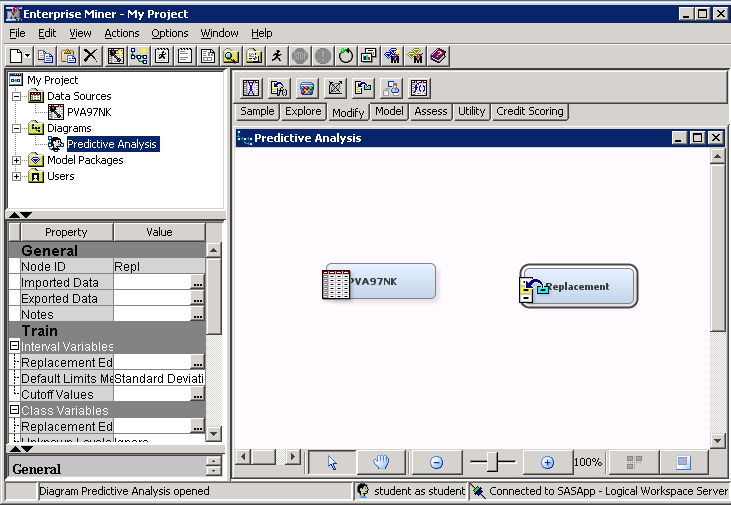 Enterprise Miner - My Project
File Edit View Actions Options Window Help
My Project
Data Sources
PVA97NK
Diagrams
Predictive Analysis
Model Packages
Users
Sample Explore Modify Model Assess Utility Credit Scoring
Predictive Analysis
PVA97NK
Replacement
Property Value
General
Node ID Repl
Imported Data ...
Exported Data ...
Notes ...
Train
Interval Variables
Replacement Ed ...
Default Limits Me Standard Deviati
Cutoff Values ...
Class Variables
Replacement Ed ...
Unknown Levels Ignore
General
100%
Diagram Predictive Analysis opened
student as student
Connected to SASApp - Logical Workspace Server